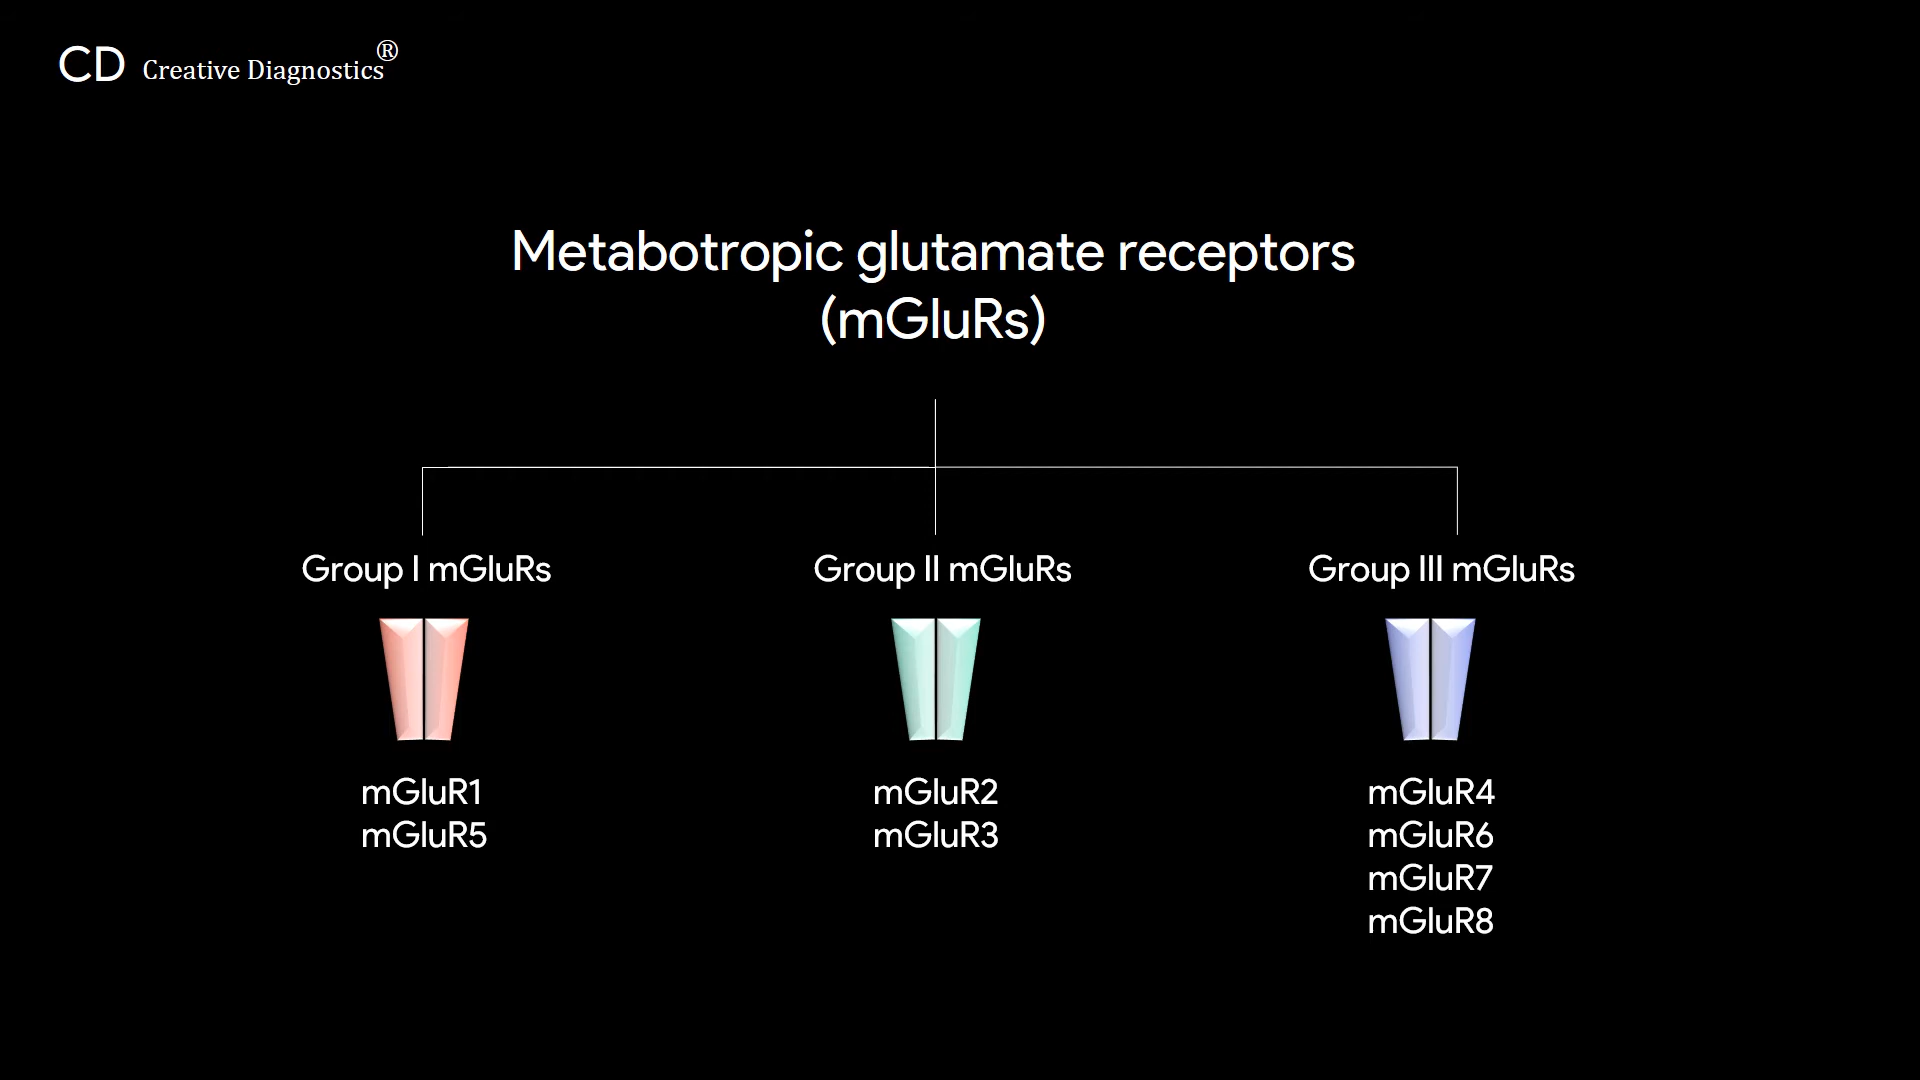 CD Creative Diagnostics®
Metabotropic glutamate receptors
(mGluRs)
Group I mGluRs
mGluR1
mGluR5
Group II mGluRs
mGluR2
mGluR3
Group III mGluRs
mGluR4
mGluR6
mGluR7
mGluR8